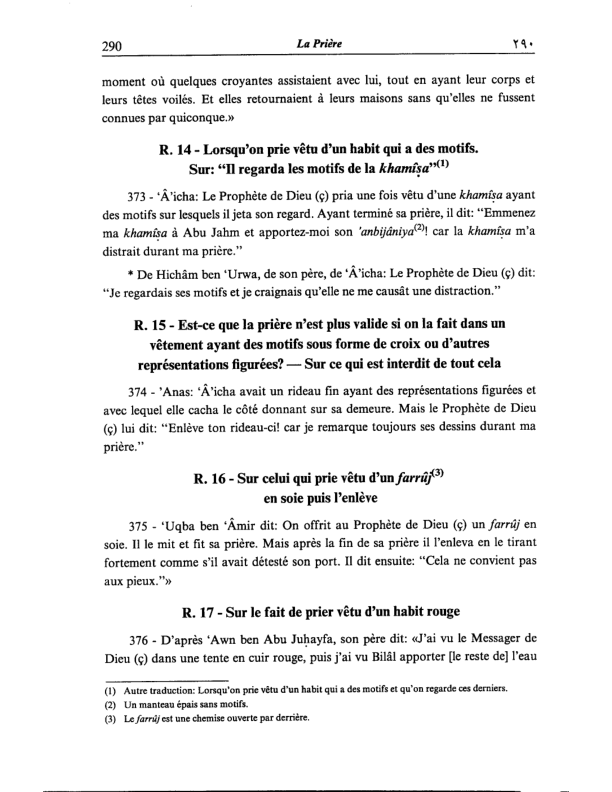 290 La Prière ٢٩٠
moment où quelques croyantes assistaient avec lui, tout en ayant leur corps et
leurs têtes voilés. Et elles retournaient à leurs maisons sans qu'elles ne fussent
connues par quiconque.»
R. 14 - Lorsqu'on prie vêtu d'un habit qui a des motifs.
Sur: “Il regarda les motifs de la khamîṣa”(1)
373 - ‘Â’icha: Le Prophète de Dieu (ç) pria une fois vêtu d'une khamîṣa ayant
des motifs sur lesquels il jeta son regard. Ayant terminé sa prière, il dit: “Emmenez
ma khamîṣa à Abu Jahm et apportez-moi son 'anbijâniya(2)! car la khamîṣa m'a
distrait durant ma prière.”
* De Hichâm ben ‘Urwa, de son père, de ‘Â’icha: Le Prophète de Dieu (ç) dit:
“Je regardais ses motifs et je craignais qu'elle ne me causât une distraction.”
R. 15 - Est-ce que la prière n'est plus valide si on la fait dans un
vêtement ayant des motifs sous forme de croix ou d'autres
représentations figurées? — Sur ce qui est interdit de tout cela
374 - 'Anas: ‘Â’icha avait un rideau fin ayant des représentations figurées et
avec lequel elle cacha le côté donnant sur sa demeure. Mais le Prophète de Dieu
(ç) lui dit: “Enlève ton rideau-ci! car je remarque toujours ses dessins durant ma
prière.”
R. 16 - Sur celui qui prie vêtu d'un farrûj(3)
en soie puis l'enlève
375 - ‘Uqba ben ‘Âmir dit: On offrit au Prophète de Dieu (ç) un farrûj en
soie. Il le mit et fit sa prière. Mais après la fin de sa prière il l'enleva en le tirant
fortement comme s'il avait détesté son port. Il dit ensuite: “Cela ne convient pas
aux pieux.”»
R. 17 - Sur le fait de prier vêtu d'un habit rouge
376 - D'après ‘Awn ben Abu Juḥayfa, son père dit: «J'ai vu le Messager de
Dieu (ç) dans une tente en cuir rouge, puis j'ai vu Bilâl apporter [le reste de] l'eau
(1) Autre traduction: Lorsqu'on prie vêtu d'un habit qui a des motifs et qu'on regarde ces derniers.
(2) Un manteau épais sans motifs.
(3) Le farrûj est une chemise ouverte par derrière.